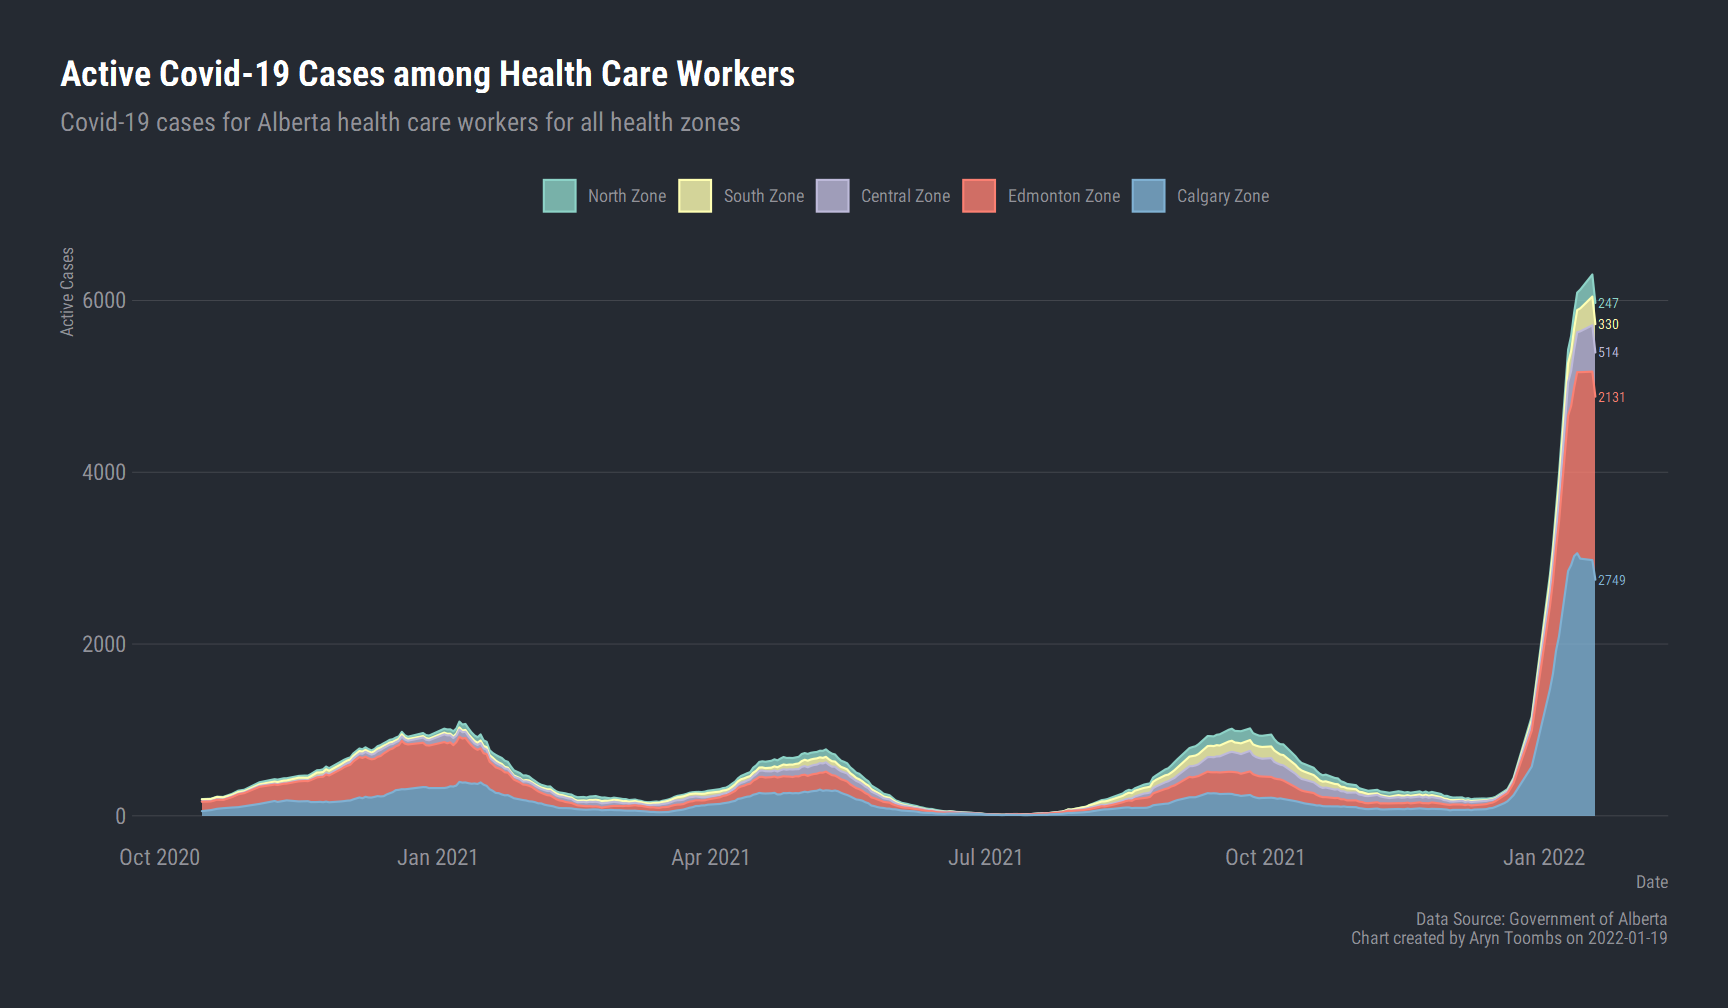 Active Covid-19 Cases among Health Care Workers
Covid-19 cases for Alberta health care workers for all health zones
North Zone South Zone Central Zone Edmonton Zone Calgary Zone
Active Cases
6000
4000
2000
0
247
330
514
2131
2749
Oct 2020 Jan 2021 Apr 2021 Jul 2021 Oct 2021 Jan 2022
Date
Data Source: Government of Alberta
Chart created by Aryn Toombs on 2022-01-19